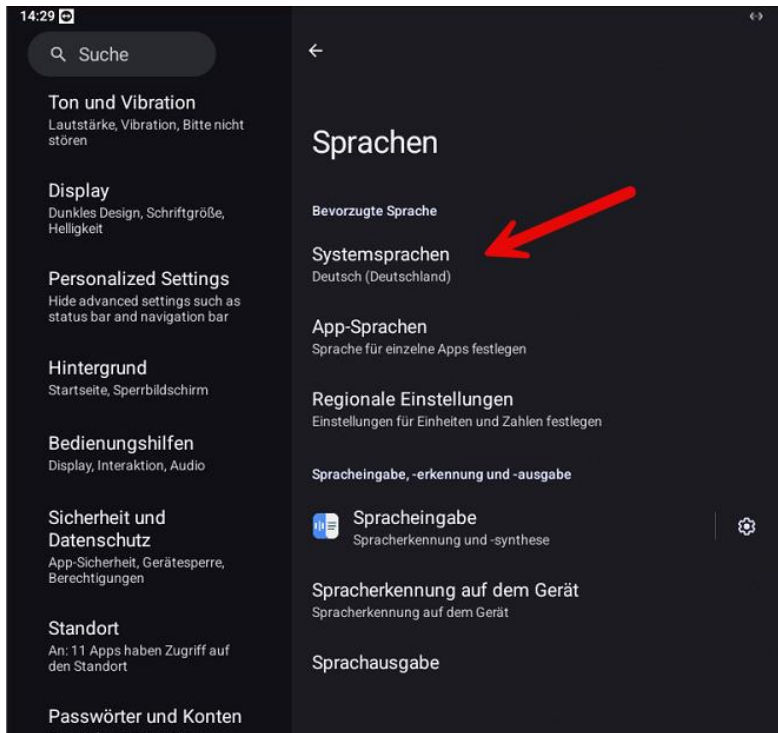 14:29
Suche
Ton und Vibration
Lautstärke, Vibration, Bitte nicht
stören
Display
Dunkles Design, Schriftgröße,
Helligkeit
Personalized Settings
Hide advanced settings such as
status bar and navigation bar
Hintergrund
Startseite, Sperrbildschirm
Bedienungshilfen
Display, Interaktion, Audio
Sicherheit und
Datenschutz
App-Sicherheit, Gerätesperre,
Berechtigungen
Standort
An: 11 Apps haben Zugriff auf
den Standort
Passwörter und Konten
Sprachen
Bevorzugte Sprache
Systemsprachen
Deutsch (Deutschland)
App-Sprachen
Sprache für einzelne Apps festlegen
Regionale Einstellungen
Einstellungen für Einheiten und Zahlen festlegen
Spracheingabe, -erkennung und -ausgabe
Spracheingabe
Spracherkennung und -synthese
Spracherkennung auf dem Gerät
Spracherkennung auf dem Gerät
Sprachausgabe